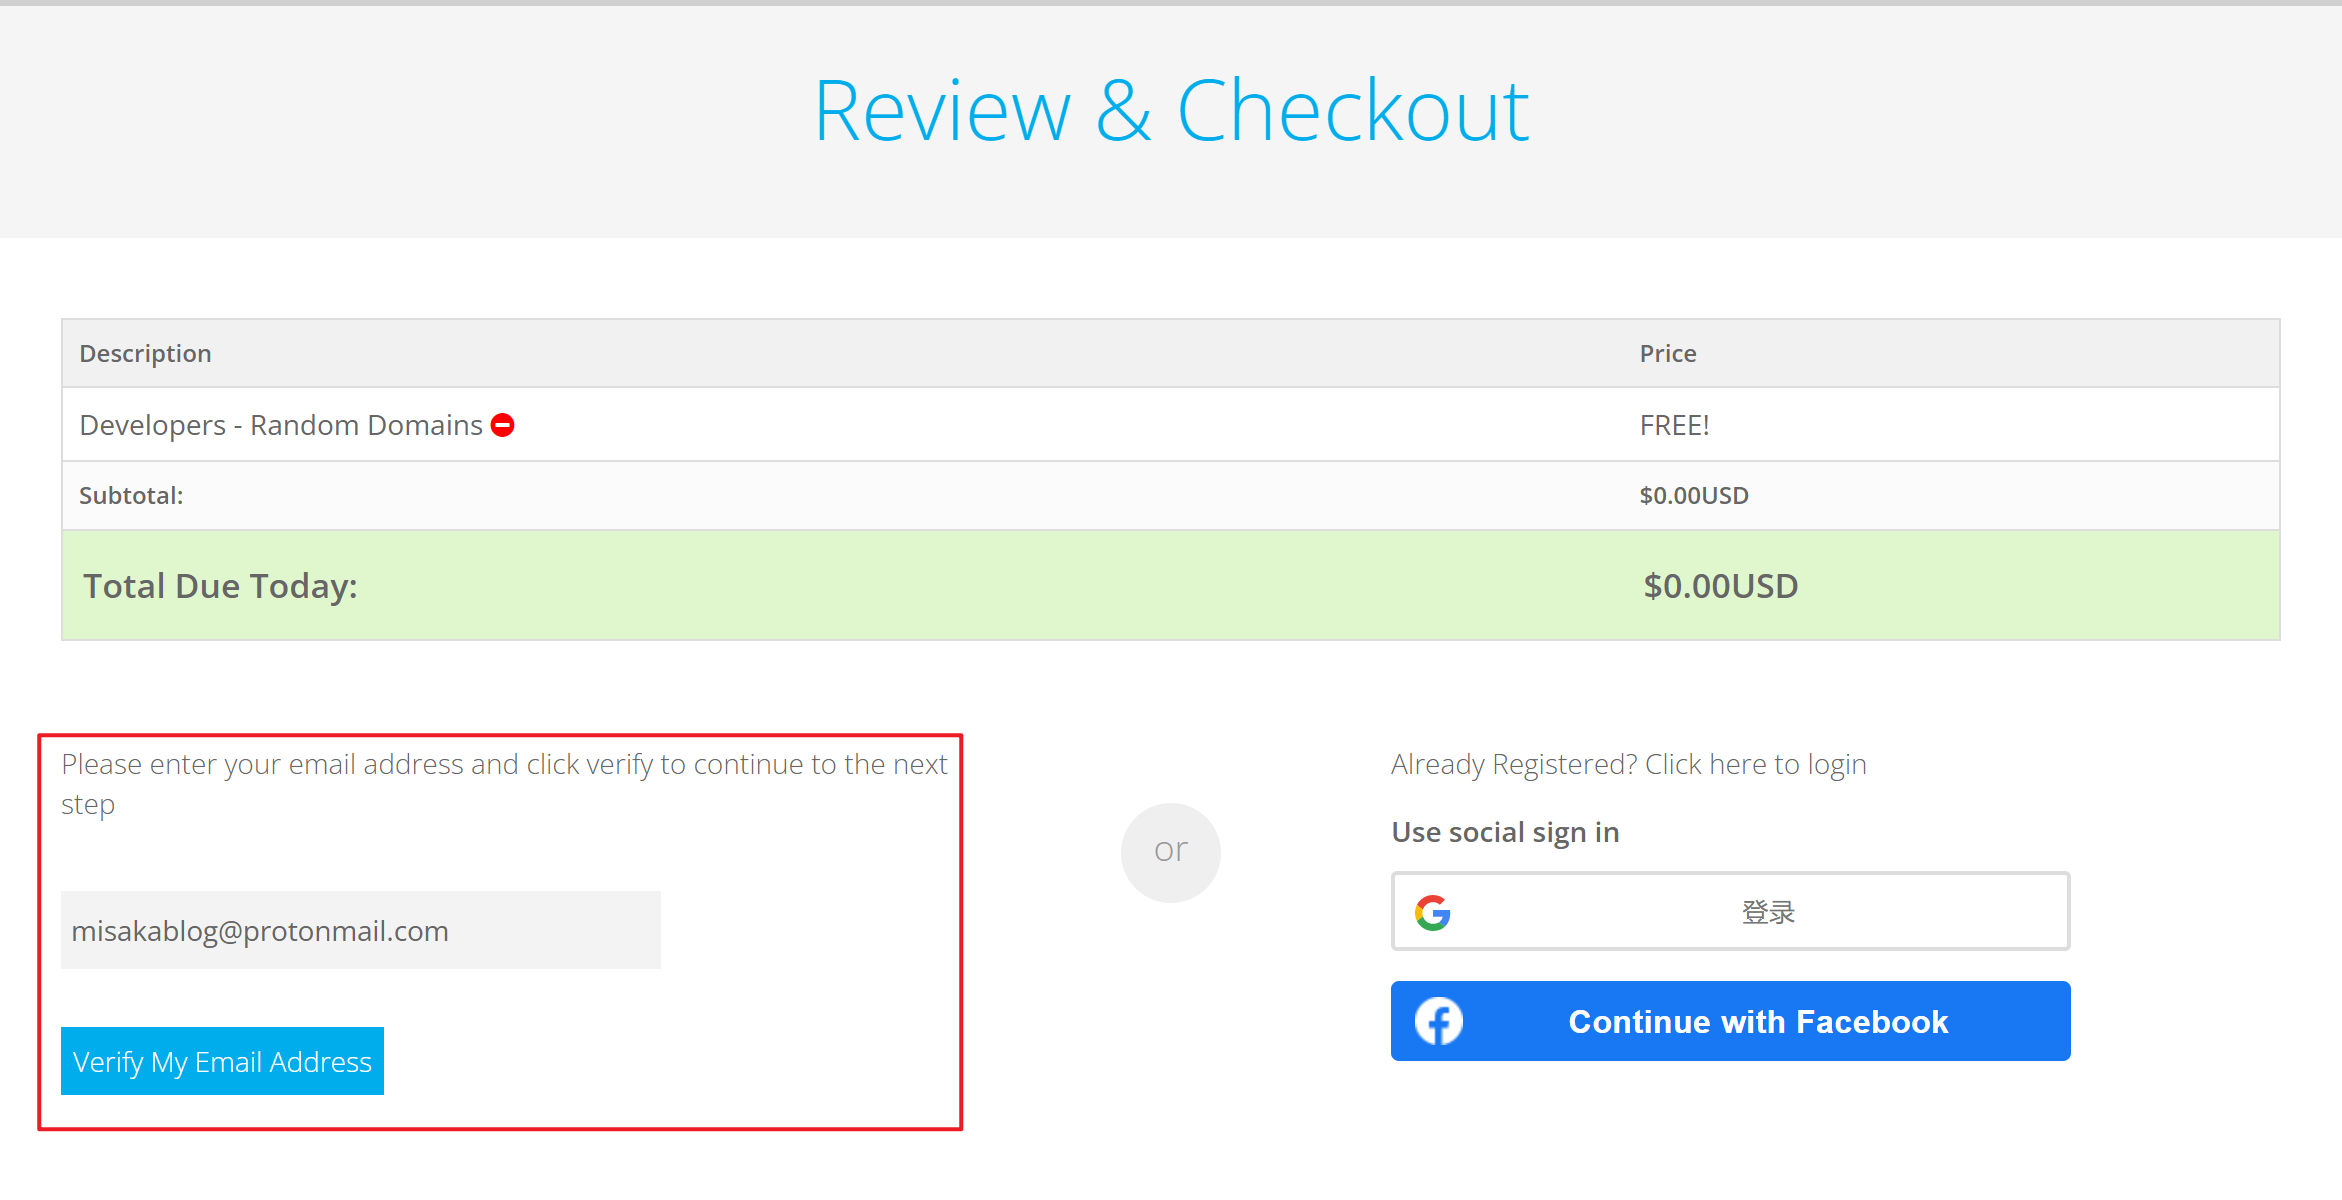 Review & Checkout
Description Price
Developers - Random Domains FREE!
Subtotal: $0.00USD
Total Due Today: $0.00USD
Please enter your email address and click verify to continue to the next
step
misakablog@protonmail.com
Verify My Email Address
or
Already Registered? Click here to login
Use social sign in
登录
Continue with Facebook